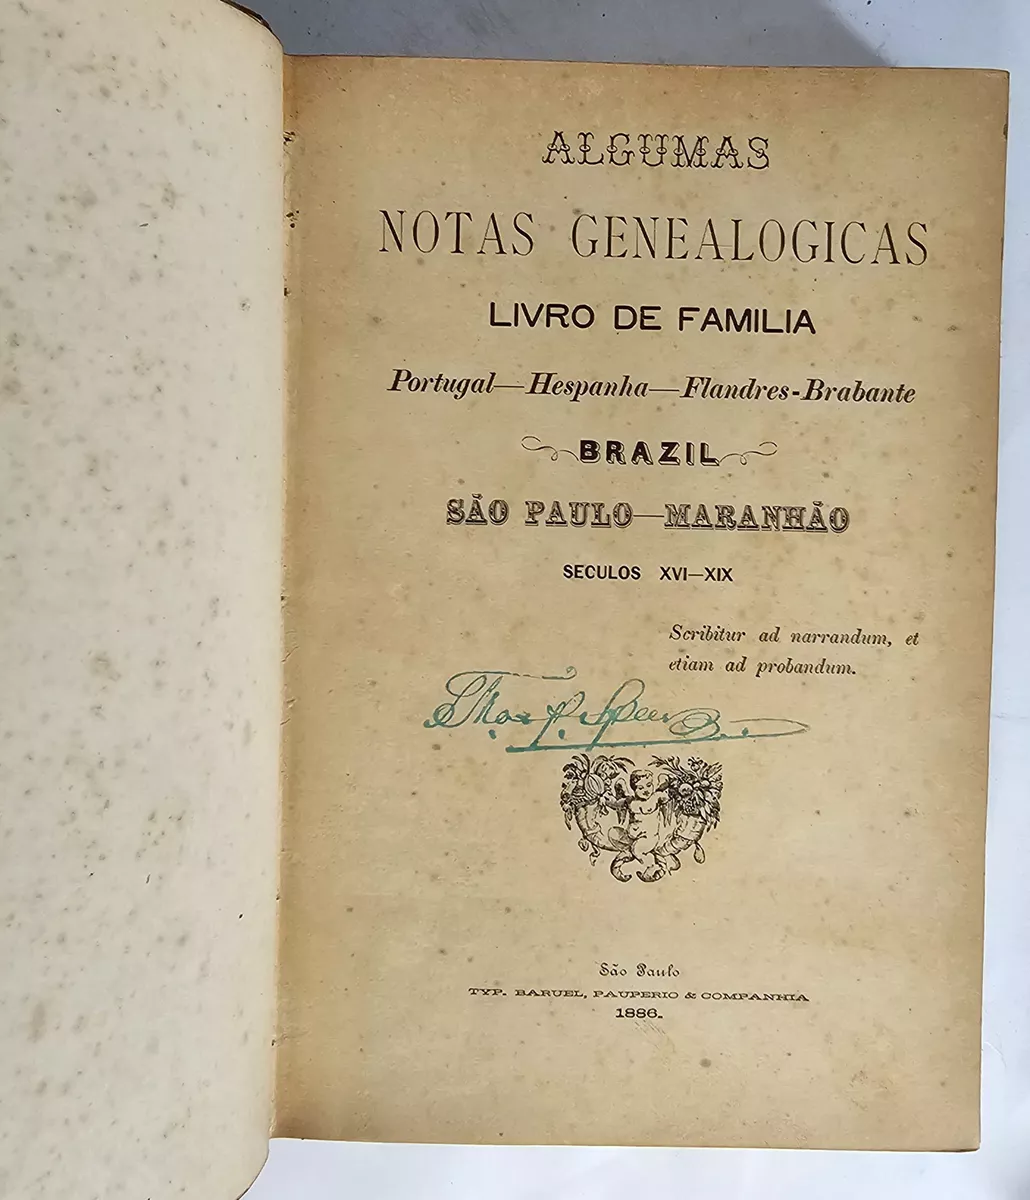 ALGUMAS
NOTAS GENEALOGICAS
LIVRO DE FAMILIA
Portugal—Hespanha—Flandres-Brabante
BRAZIL
SÃO PAULO—MARANHÃO
SECULOS XVI—XIX
Scribitur ad narrandum, et
etiam ad probandum.
São Paulo
TYP. BARUEL, PAUPERIO & COMPANHIA
1886.